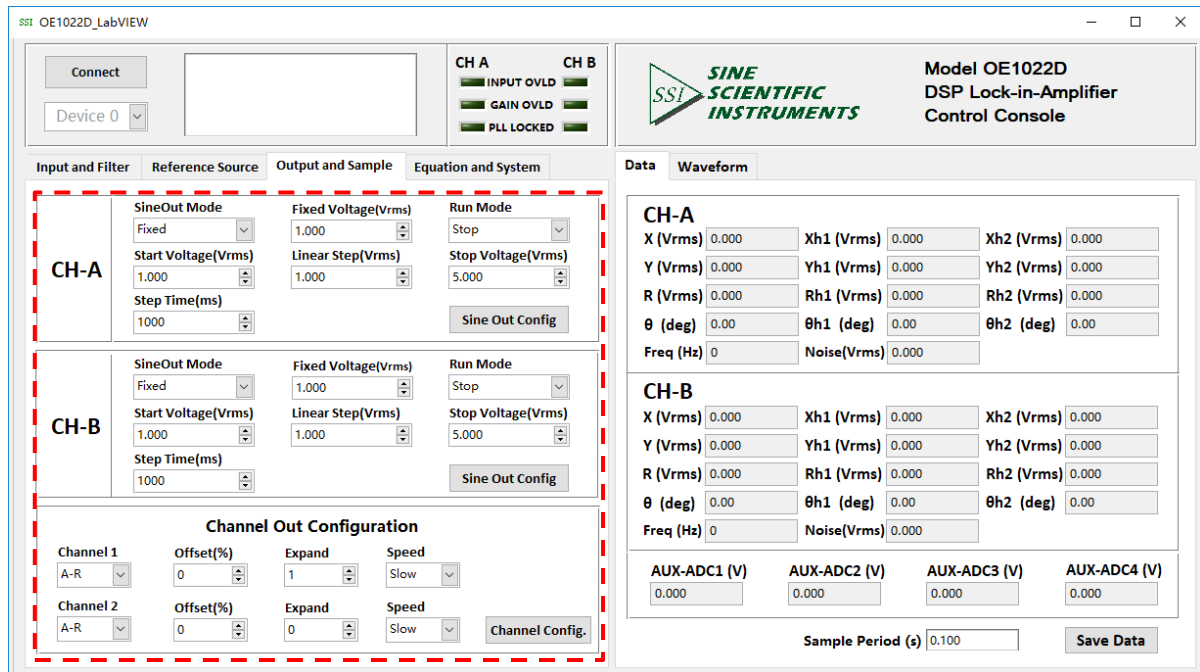 SSI OE1022D_LabVIEW
Connect
Device 0
CH A CH B
INPUT OVLD
GAIN OVLD
PLL LOCKED
SSI
SINE
SCIENTIFIC
INSTRUMENTS
Model OE1022D
DSP Lock-in-Amplifier
Control Console
Input and Filter Reference Source Output and Sample Equation and System
CH-A
SineOut Mode Fixed Voltage(Vrms) Run Mode
Fixed 1.000 Stop
Start Voltage(Vrms) Linear Step(Vrms) Stop Voltage(Vrms)
1.000 1.000 5.000
Step Time(ms)
1000 Sine Out Config
CH-B
SineOut Mode Fixed Voltage(Vrms) Run Mode
Fixed 1.000 Stop
Start Voltage(Vrms) Linear Step(Vrms) Stop Voltage(Vrms)
1.000 1.000 5.000
Step Time(ms)
1000 Sine Out Config
Channel Out Configuration
Channel 1 Offset(%) Expand Speed
A-R 0 1 Slow
Channel 2 Offset(%) Expand Speed
A-R 0 0 Slow Channel Config.
Data Waveform
CH-A
X (Vrms) 0.000 Xh1 (Vrms) 0.000 Xh2 (Vrms) 0.000
Y (Vrms) 0.000 Yh1 (Vrms) 0.000 Yh2 (Vrms) 0.000
R (Vrms) 0.000 Rh1 (Vrms) 0.000 Rh2 (Vrms) 0.000
θ (deg) 0.00 θh1 (deg) 0.00 θh2 (deg) 0.00
Freq (Hz) 0 Noise(Vrms) 0.000
CH-B
X (Vrms) 0.000 Xh1 (Vrms) 0.000 Xh2 (Vrms) 0.000
Y (Vrms) 0.000 Yh1 (Vrms) 0.000 Yh2 (Vrms) 0.000
R (Vrms) 0.000 Rh1 (Vrms) 0.000 Rh2 (Vrms) 0.000
θ (deg) 0.00 θh1 (deg) 0.00 θh2 (deg) 0.00
Freq (Hz) 0 Noise(Vrms) 0.000
AUX-ADC1 (V) AUX-ADC2 (V) AUX-ADC3 (V) AUX-ADC4 (V)
0.000 0.000 0.000 0.000
Sample Period (s) 0.100 Save Data